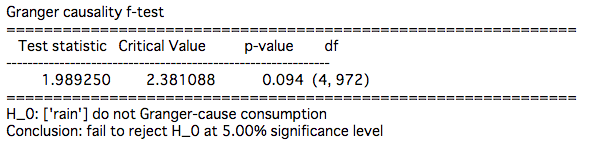 Granger causality f-test
==============================================================
Test statistic Critical Value p-value df
--------------------------------------------------------------
1.989250 2.381088 0.094 (4, 972)
==============================================================
H_0: ['rain'] do not Granger-cause consumption
Conclusion: fail to reject H_0 at 5.00% significance level